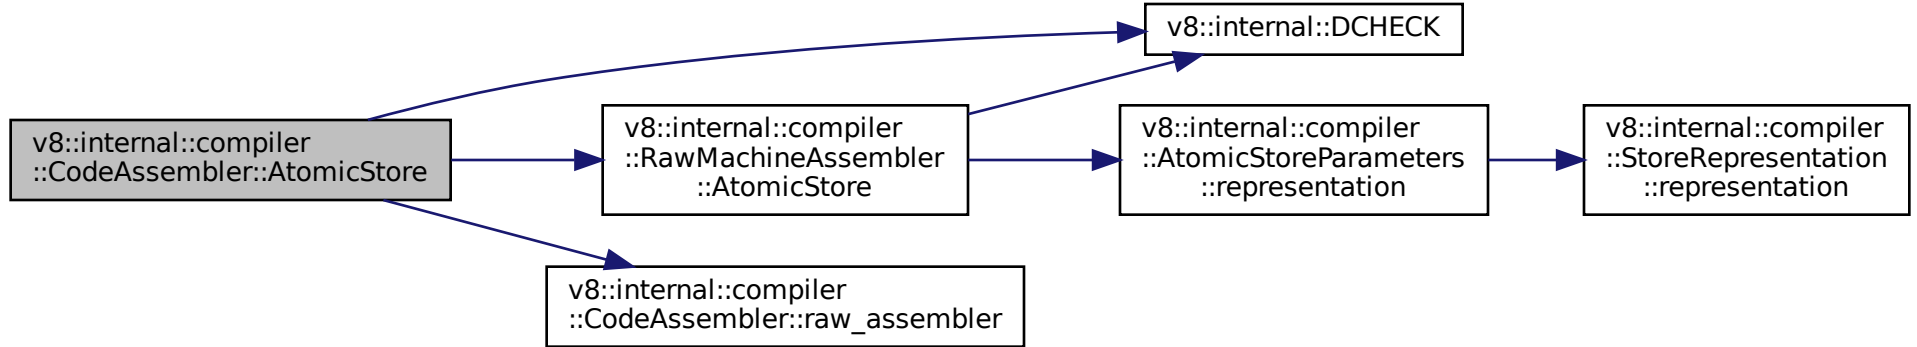 v8::internal::DCHECK
v8::internal::compiler
::CodeAssembler::AtomicStore
v8::internal::compiler
::RawMachineAssembler
::AtomicStore
v8::internal::compiler
::AtomicStoreParameters
::representation
v8::internal::compiler
::StoreRepresentation
::representation
v8::internal::compiler
::CodeAssembler::raw_assembler